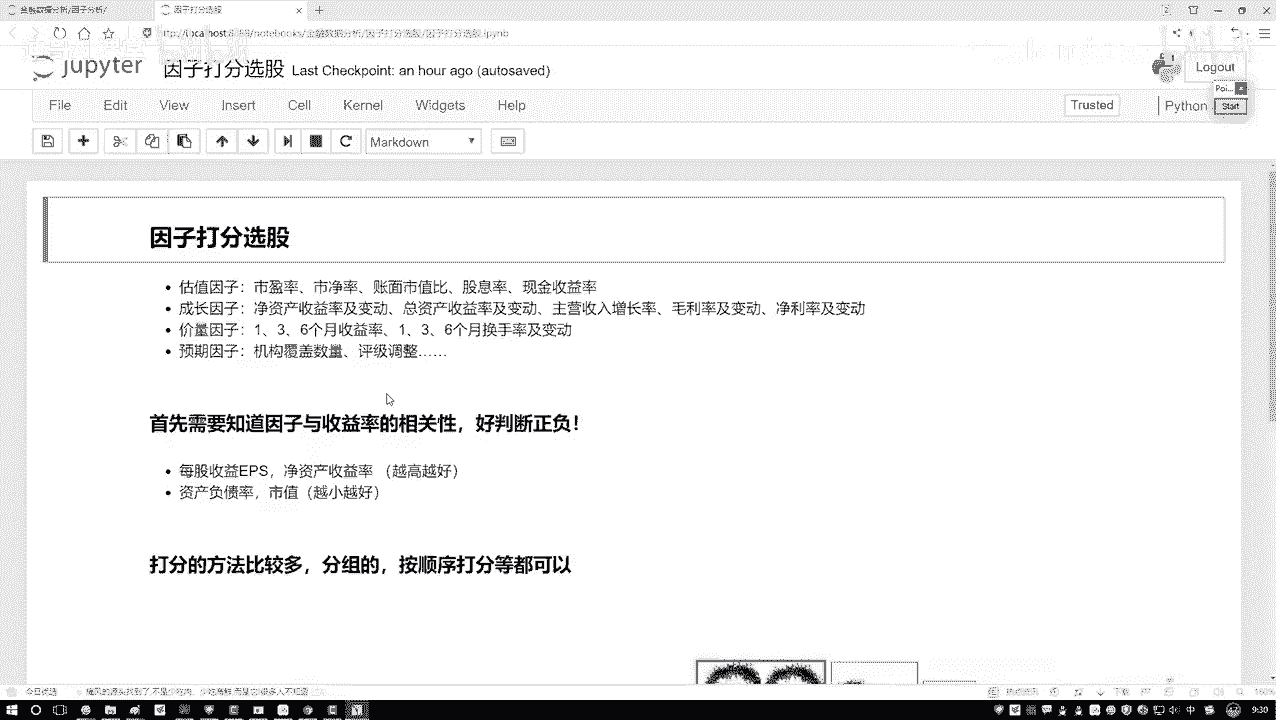 因子打分选股
jupyter 因子打分选股 Last Checkpoint: an hour ago (autosaved)
Logout
File Edit View Insert Cell Kernel Widgets Help
Trusted
Python
Start
Markdown
因子打分选股
估值因子：市盈率、市净率、账面市值比、股息率、现金收益率
成长因子：净资产收益率及变动、总资产收益率及变动、主营收入增长率、毛利率及变动、净利率及变动
价量因子：1、3、6个月收益率、1、3、6个月换手率及变动
预期因子：机构覆盖数量、评级调整……
首先需要知道因子与收益率的相关性，好判断正负！
每股收益EPS，净资产收益率 （越高越好）
资产负债率，市值（越小越好）
打分的方法比较多，分组的，按顺序打分等都可以
9:30